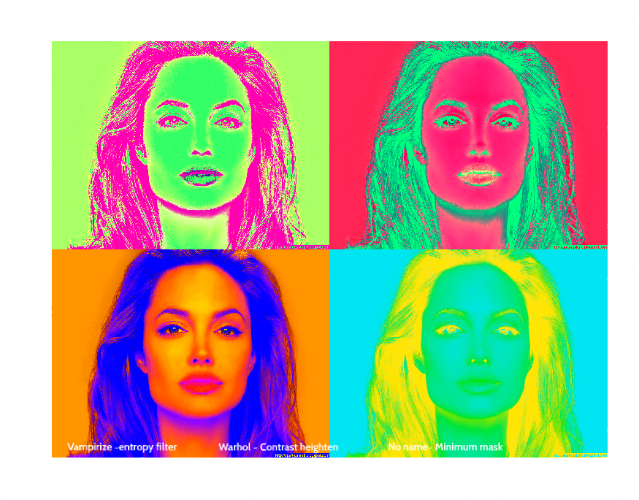 Vampirize -entropy filter
Warhol - Contrast heighten
No name- Minimum mask